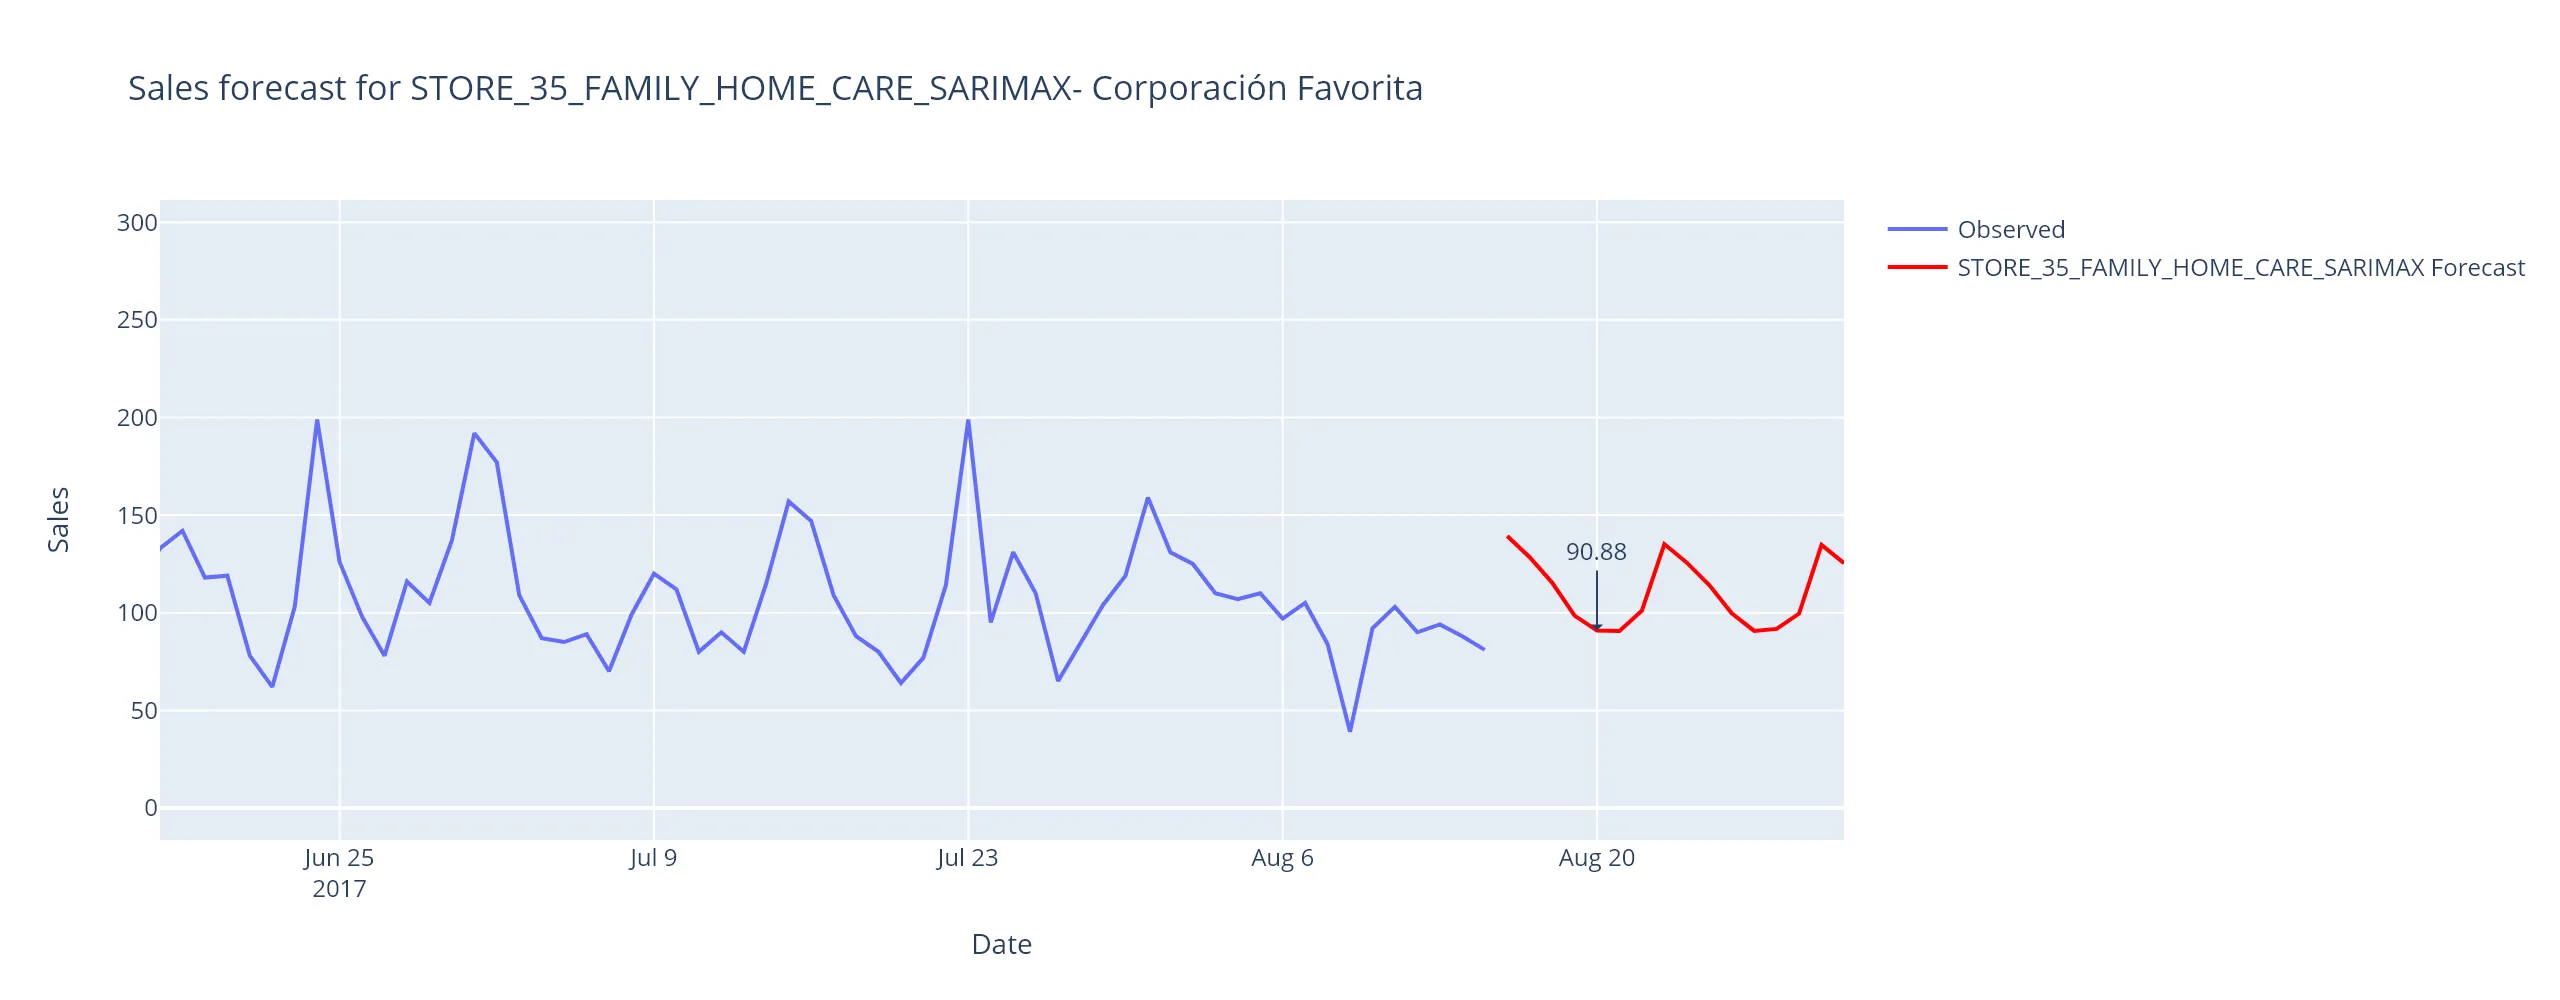 Sales forecast for STORE_35_FAMILY_HOME_CARE_SARIMAX- Corporación Favorita
Observed
STORE_35_FAMILY_HOME_CARE_SARIMAX Forecast
300
250
200
150
100
50
0
Sales
90.88
Jun 25
2017
Jul 9
Jul 23
Aug 6
Aug 20
Date